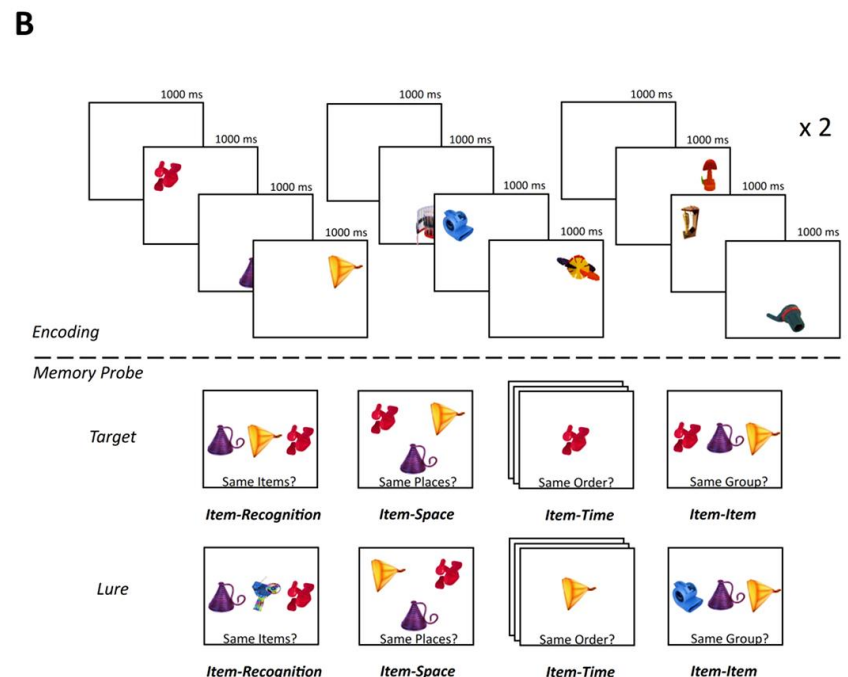 B
1000 ms 1000 ms 1000 ms
x 2
1000 ms 1000 ms 1000 ms
1000 ms 1000 ms 1000 ms
1000 ms 1000 ms 1000 ms
Encoding
Memory Probe
Target
Same Items? Same Places? Same Order? Same Group?
Item-Recognition Item-Space Item-Time Item-Item
Lure
Same Items? Same Places? Same Order? Same Group?
Item-Recognition Item-Space Item-Time Item-Item